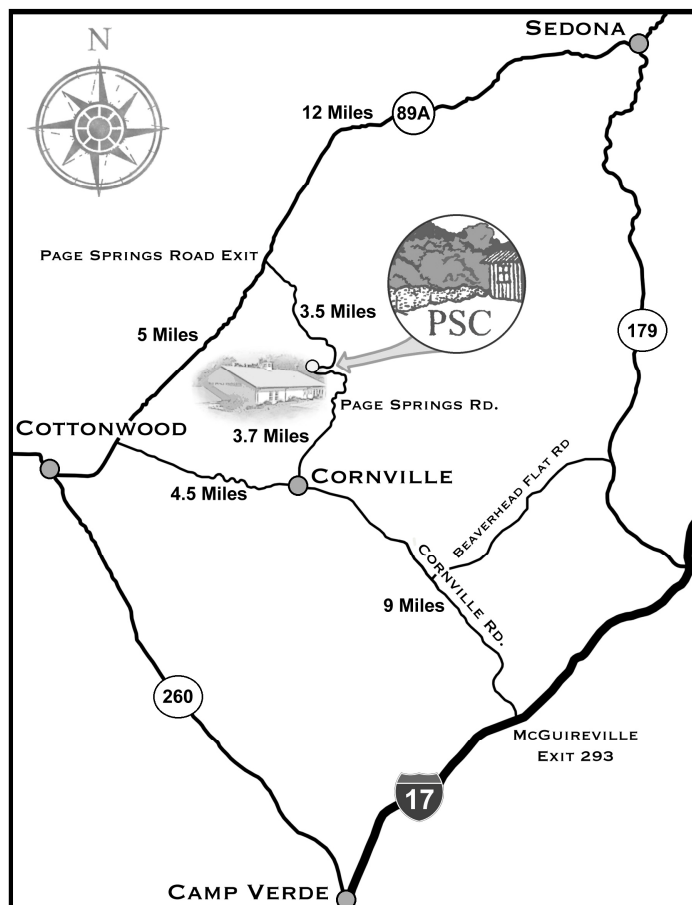 N
SEDONA
12 Miles
89A
PAGE SPRINGS ROAD EXIT
3.5 Miles
PSC
5 Miles
179
PAGE SPRINGS RD.
COTTONWOOD
3.7 Miles
CORNVILLE
4.5 Miles
BEAVERHEAD FLAT RD
CORNVILLE RD.
9 Miles
260
MCGUIREVILLE
EXIT 293
17
CAMP VERDE